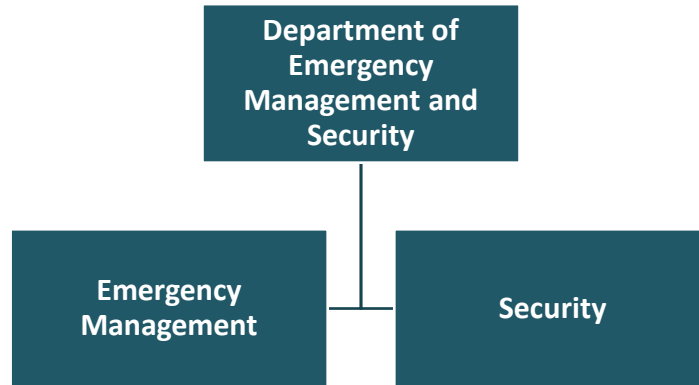 Department of
Emergency
Management and
Security
Emergency
Management
Security